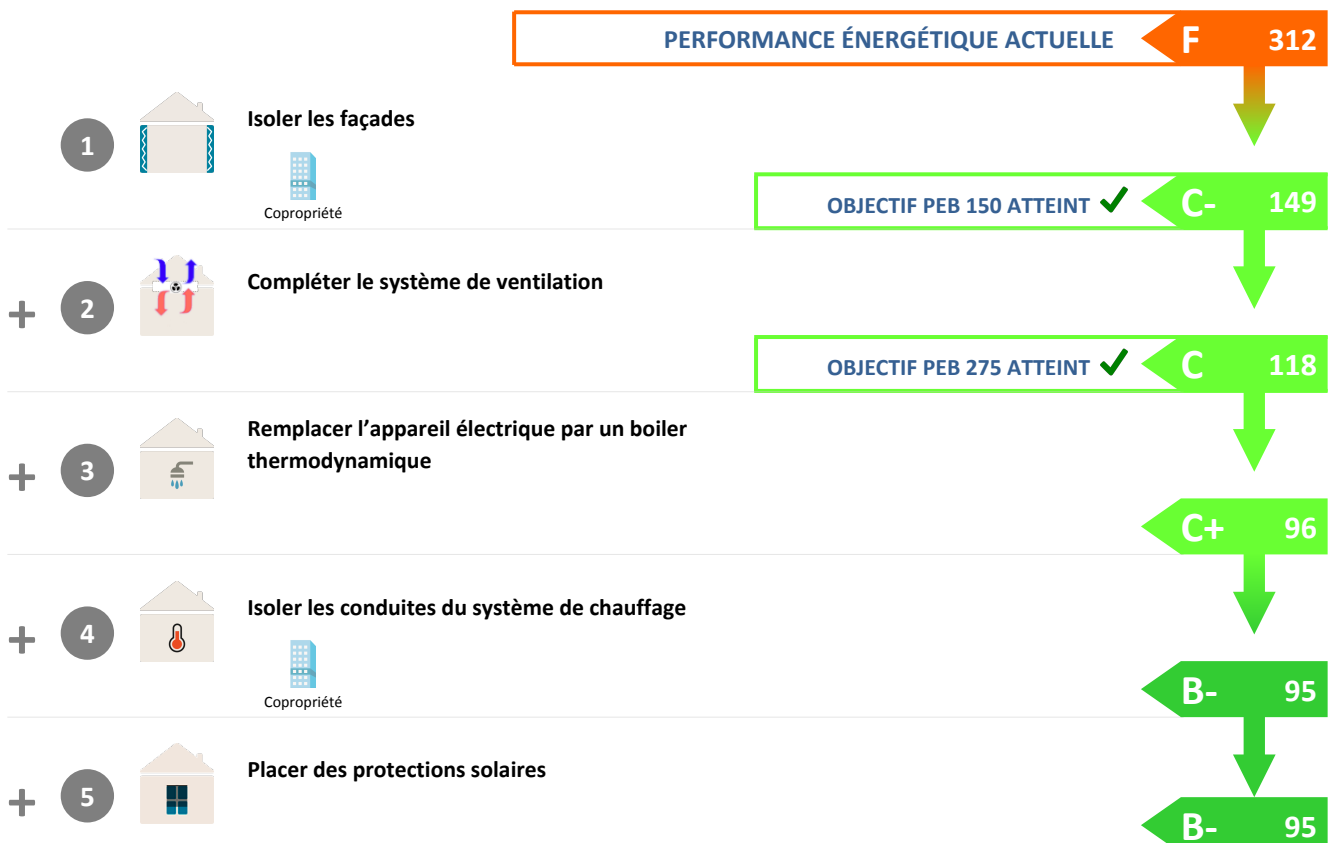 PERFORMANCE ÉNERGÉTIQUE ACTUELLE F 312
1 Isoler les façades
Copropriété
OBJECTIF PEB 150 ATTEINT ✔ C- 149
+ 2 Compléter le système de ventilation
OBJECTIF PEB 275 ATTEINT ✔ C 118
+ 3 Remplacer l’appareil électrique par un boiler
thermodynamique
C+ 96
+ 4 Isoler les conduites du système de chauffage
Copropriété
B- 95
+ 5 Placer des protections solaires
B- 95